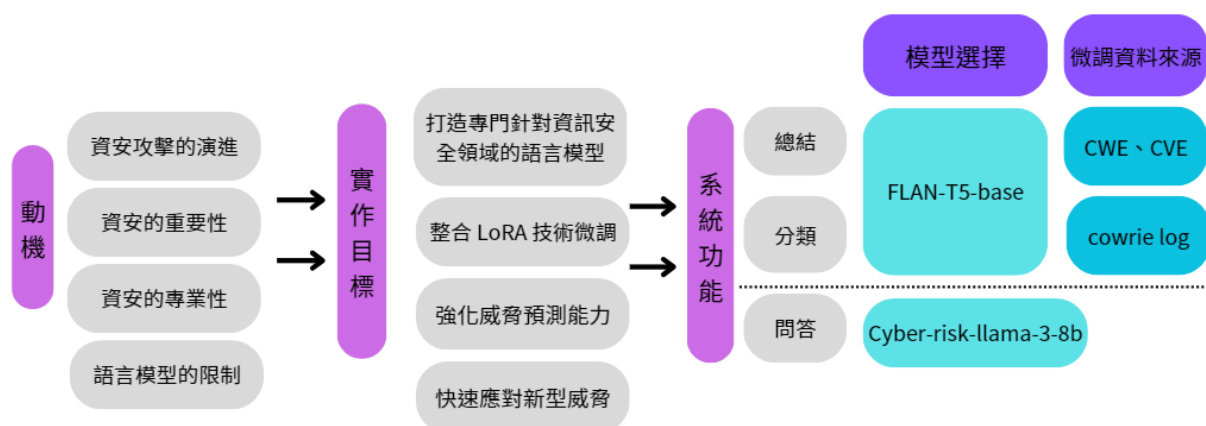 動機
資安攻擊的演進
資安的重要性
資安的專業性
語言模型的限制
實作目標
打造專門針對資訊安
全領域的語言模型
整合 LoRA 技術微調
強化威脅預測能力
快速應對新型威脅
系統功能
模型選擇
微調資料來源
總結
分類
FLAN-T5-base
CWE、CVE
cowrie log
問答
Cyber-risk-llama-3-8b